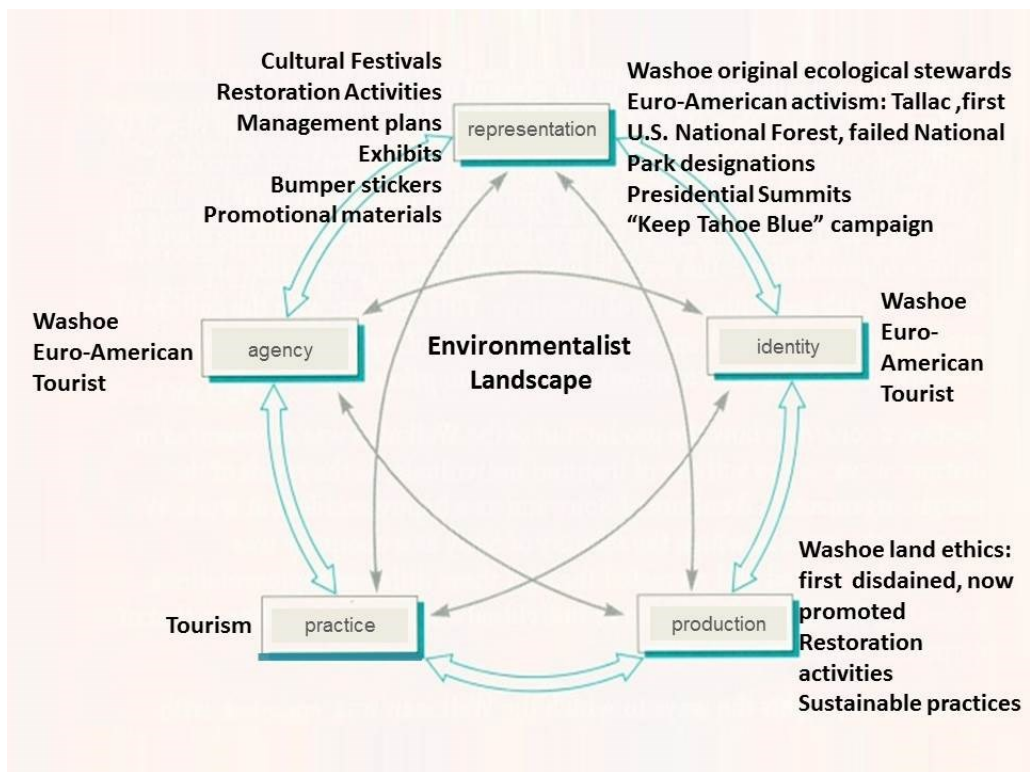 Cultural Festivals
Restoration Activities
Management plans
Exhibits
Bumper stickers
Promotional materials
representation
Washoe original ecological stewards
Euro-American activism: Tallac ,first
U.S. National Forest, failed National
Park designations
Presidential Summits
“Keep Tahoe Blue” campaign
Washoe
Euro-American
Tourist
agency
Environmentalist
Landscape
identity
Washoe
Euro-
American
Tourist
Tourism
practice
production
Washoe land ethics:
first disdained, now
promoted
Restoration
activities
Sustainable practices